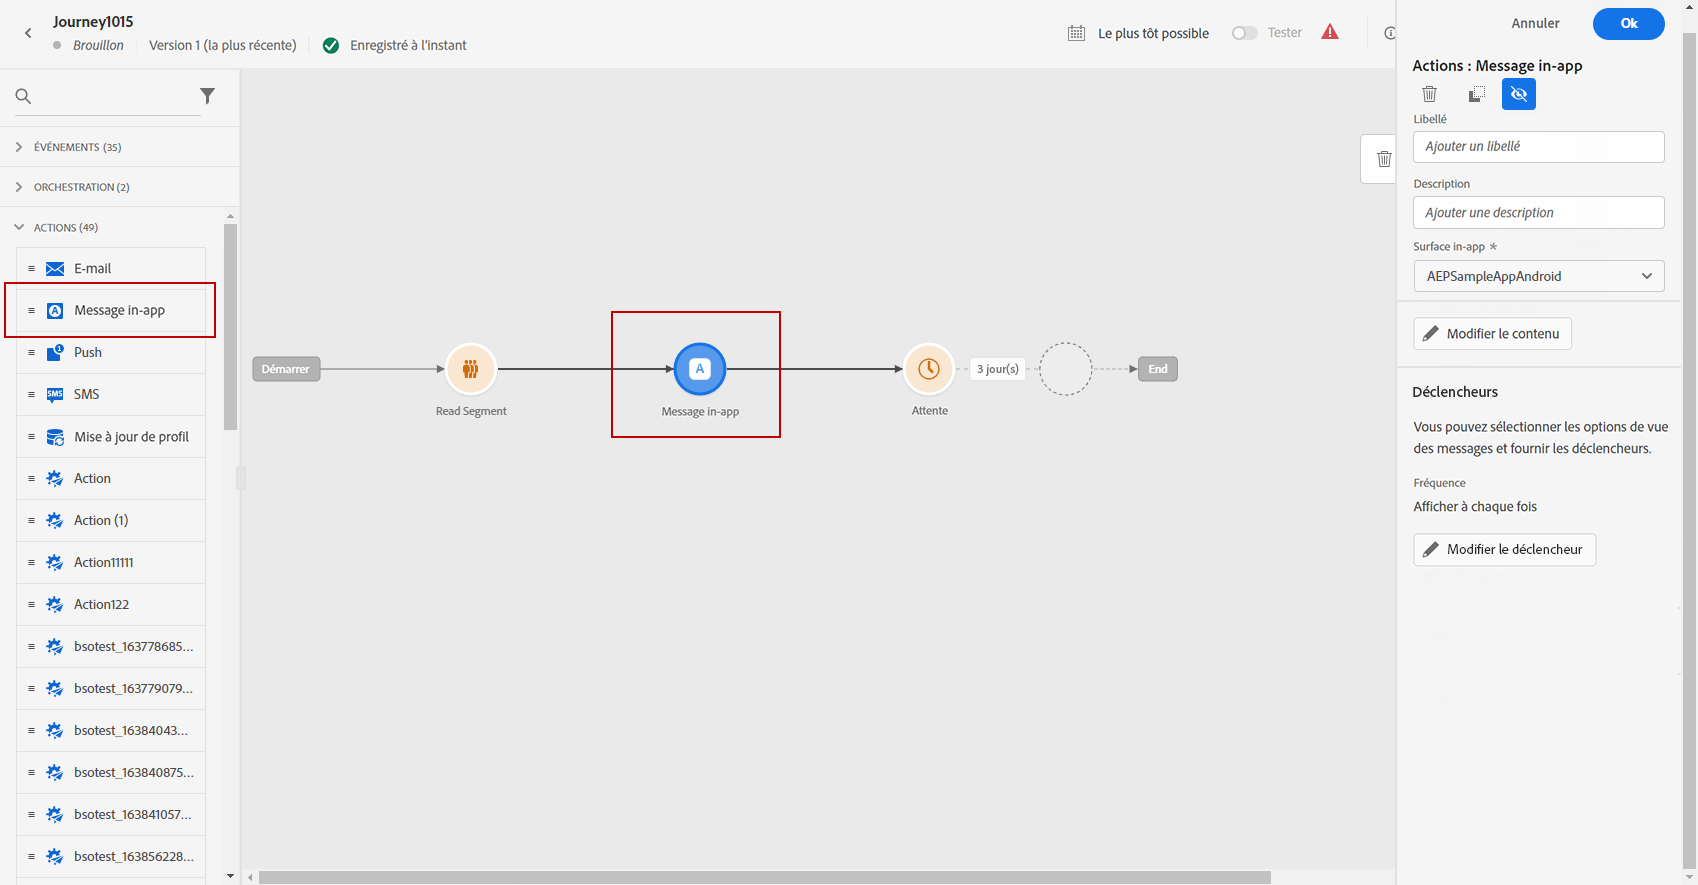 Journey1015
Brouillon
Version 1 (la plus récente)
Enregistré à l'instant
Le plus tôt possible
Tester
Annuler
Ok
ÉVÉNEMENTS (35)
ORCHESTRATION (2)
ACTIONS (49)
E-mail
Message in-app
Push
1
SMS
SMS
Mise à jour de profil
Action
Action (1)
Action11111
Action122
bsotest_163778685...
bsotest_163779079...
bsotest_16384043...
bsotest_163840875...
bsotest_163841057...
bsotest_163856228...
Démarrer
Read Segment
A
Message in-app
Attente
3 jour(s)
End
Actions : Message in-app
Libellé
Ajouter un libellé
Description
Ajouter une description
Surface in-app *
AEPSampleAppAndroid
Modifier le contenu
Déclencheurs
Vous pouvez sélectionner les options de vue
des messages et fournir les déclencheurs.
Fréquence
Afficher à chaque fois
Modifier le déclencheur